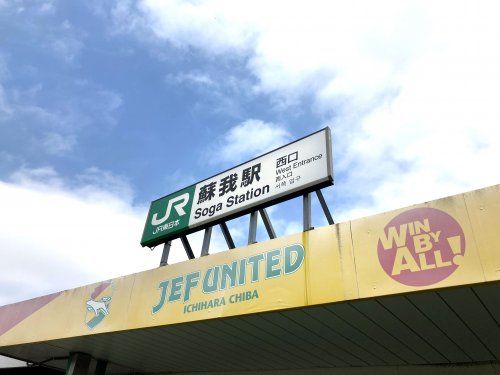 JR
JR東日本
蘇我駅
Soga Station
西口
West Entrance
西入口
서쪽 입구
JEF UNITED
ICHIHARA CHIBA
WIN
BY
ALL!